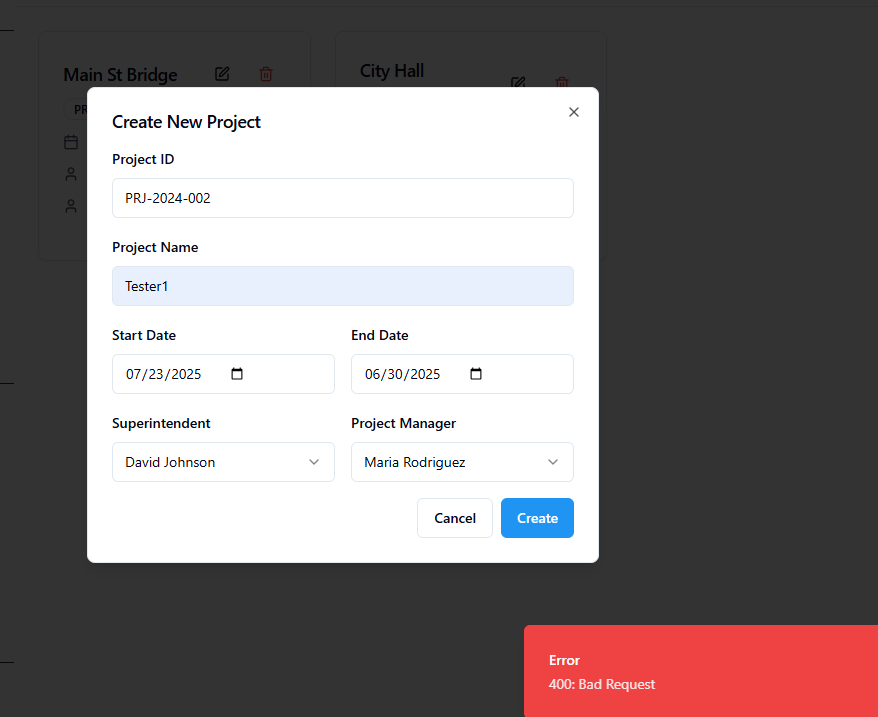 Main St Bridge
City Hall
PR
Create New Project
Project ID
PRJ-2024-002
Project Name
Tester1
Start Date
End Date
07/23/2025
06/30/2025
Superintendent
Project Manager
David Johnson
Maria Rodriguez
Cancel
Create
Error
400: Bad Request